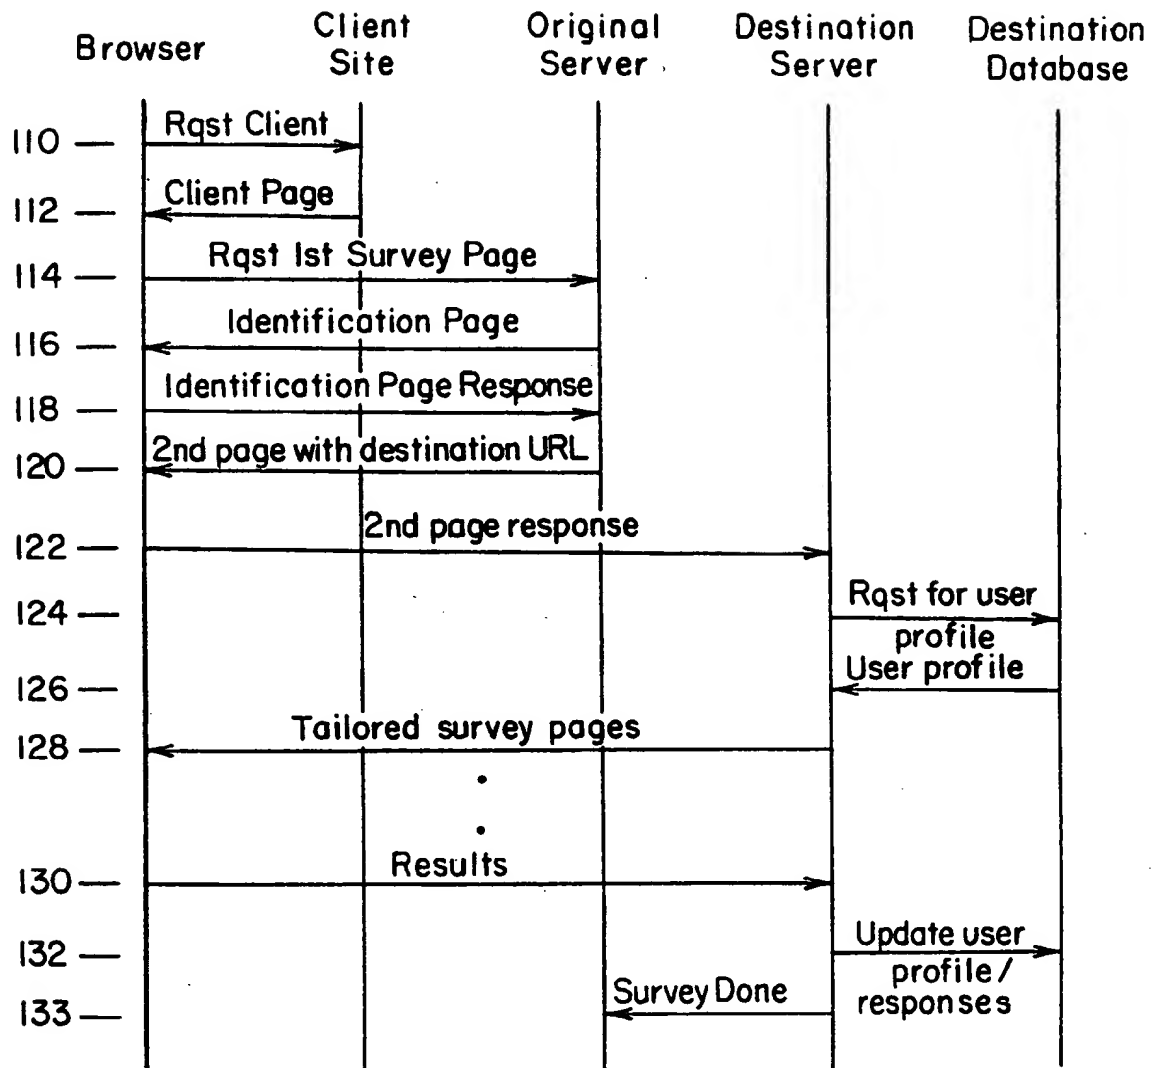 Browser
Client
Site
Original
Server
Destination
Server
Destination
Database
110
Rqst Client
112
Client Page
114
Rqst 1st Survey Page
116
Identification Page
118
Identification Page Response
120
2nd page with destination URL
122
2nd page response
124
Rqst for user
profile
126
User profile
128
Tailored survey pages
130
Results
132
Update user
profile/
responses
133
Survey Done